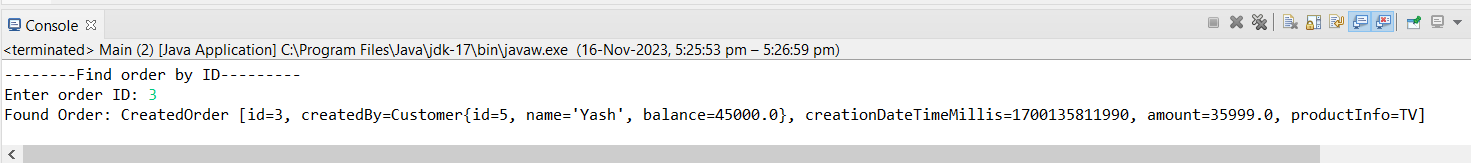 Console
<terminated> Main (2) [Java Application] C:\Program Files\Java\jdk-17\bin\javaw.exe (16-Nov-2023, 5:25:53 pm – 5:26:59 pm)
--------Find order by ID---------
Enter order ID: 3
Found Order: CreatedOrder [id=3, createdBy=Customer{id=5, name='Yash', balance=45000.0}, creationDateTimeMillis=1700135811990, amount=35999.0, productInfo=TV]